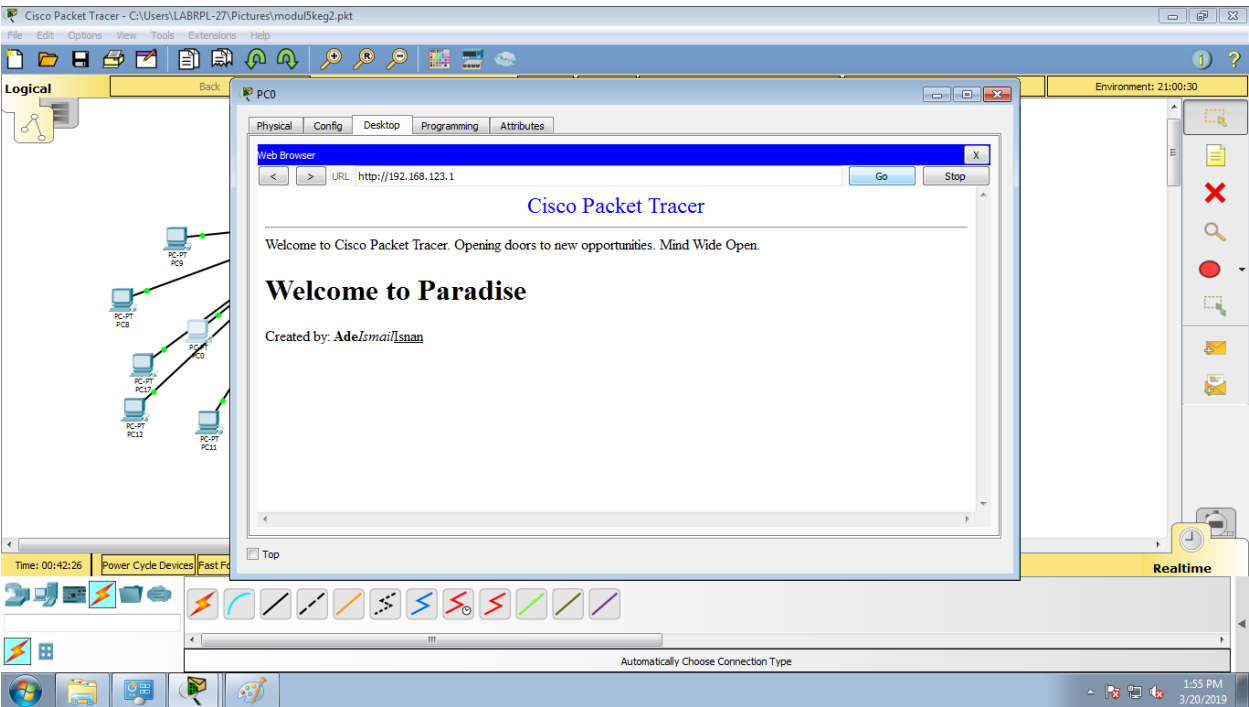 Cisco Packet Tracer - C:\Users\LABRPL-27\Pictures\modul5keg2.pkt
File Edit Options View Tools Extensions Help
Logical
Back
Environment: 21:00:30
PC0
Physical Config Desktop Programming Attributes
Web Browser
X
< > URL http://192.168.123.1 Go Stop
Cisco Packet Tracer
Welcome to Cisco Packet Tracer. Opening doors to new opportunities. Mind Wide Open.
Welcome to Paradise
Created by: AdeIsmailIsnan
Top
PC-PT
PC9
PC-PT
PC8
PC-PT
PC0
PC-PT
PC17
PC-PT
PC12
PC-PT
PC11
Time: 00:42:26 Power Cycle Devices Fast Fo
Realtime
Automatically Choose Connection Type
1:55 PM
3/20/2019